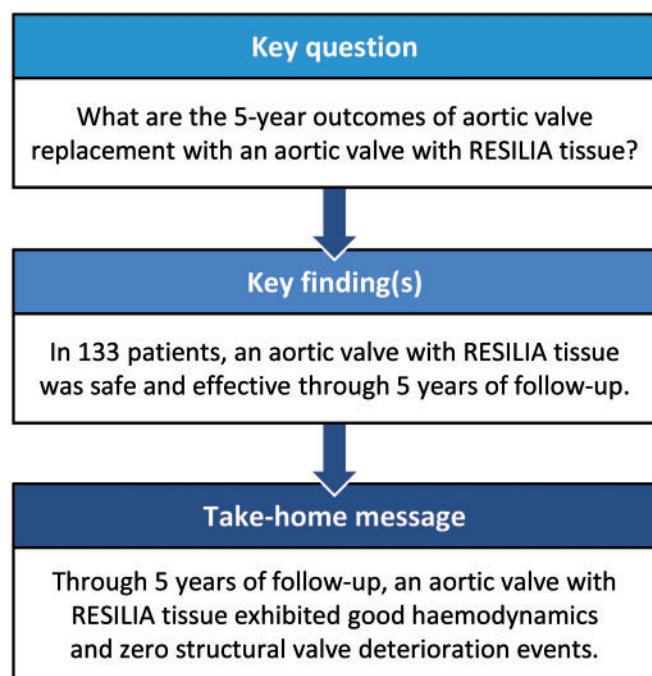 Key question
What are the 5-year outcomes of aortic valve
replacement with an aortic valve with RESILIA tissue?
Key finding(s)
In 133 patients, an aortic valve with RESILIA tissue
was safe and effective through 5 years of follow-up.
Take-home message
Through 5 years of follow-up, an aortic valve with
RESILIA tissue exhibited good haemodynamics
and zero structural valve deterioration events.